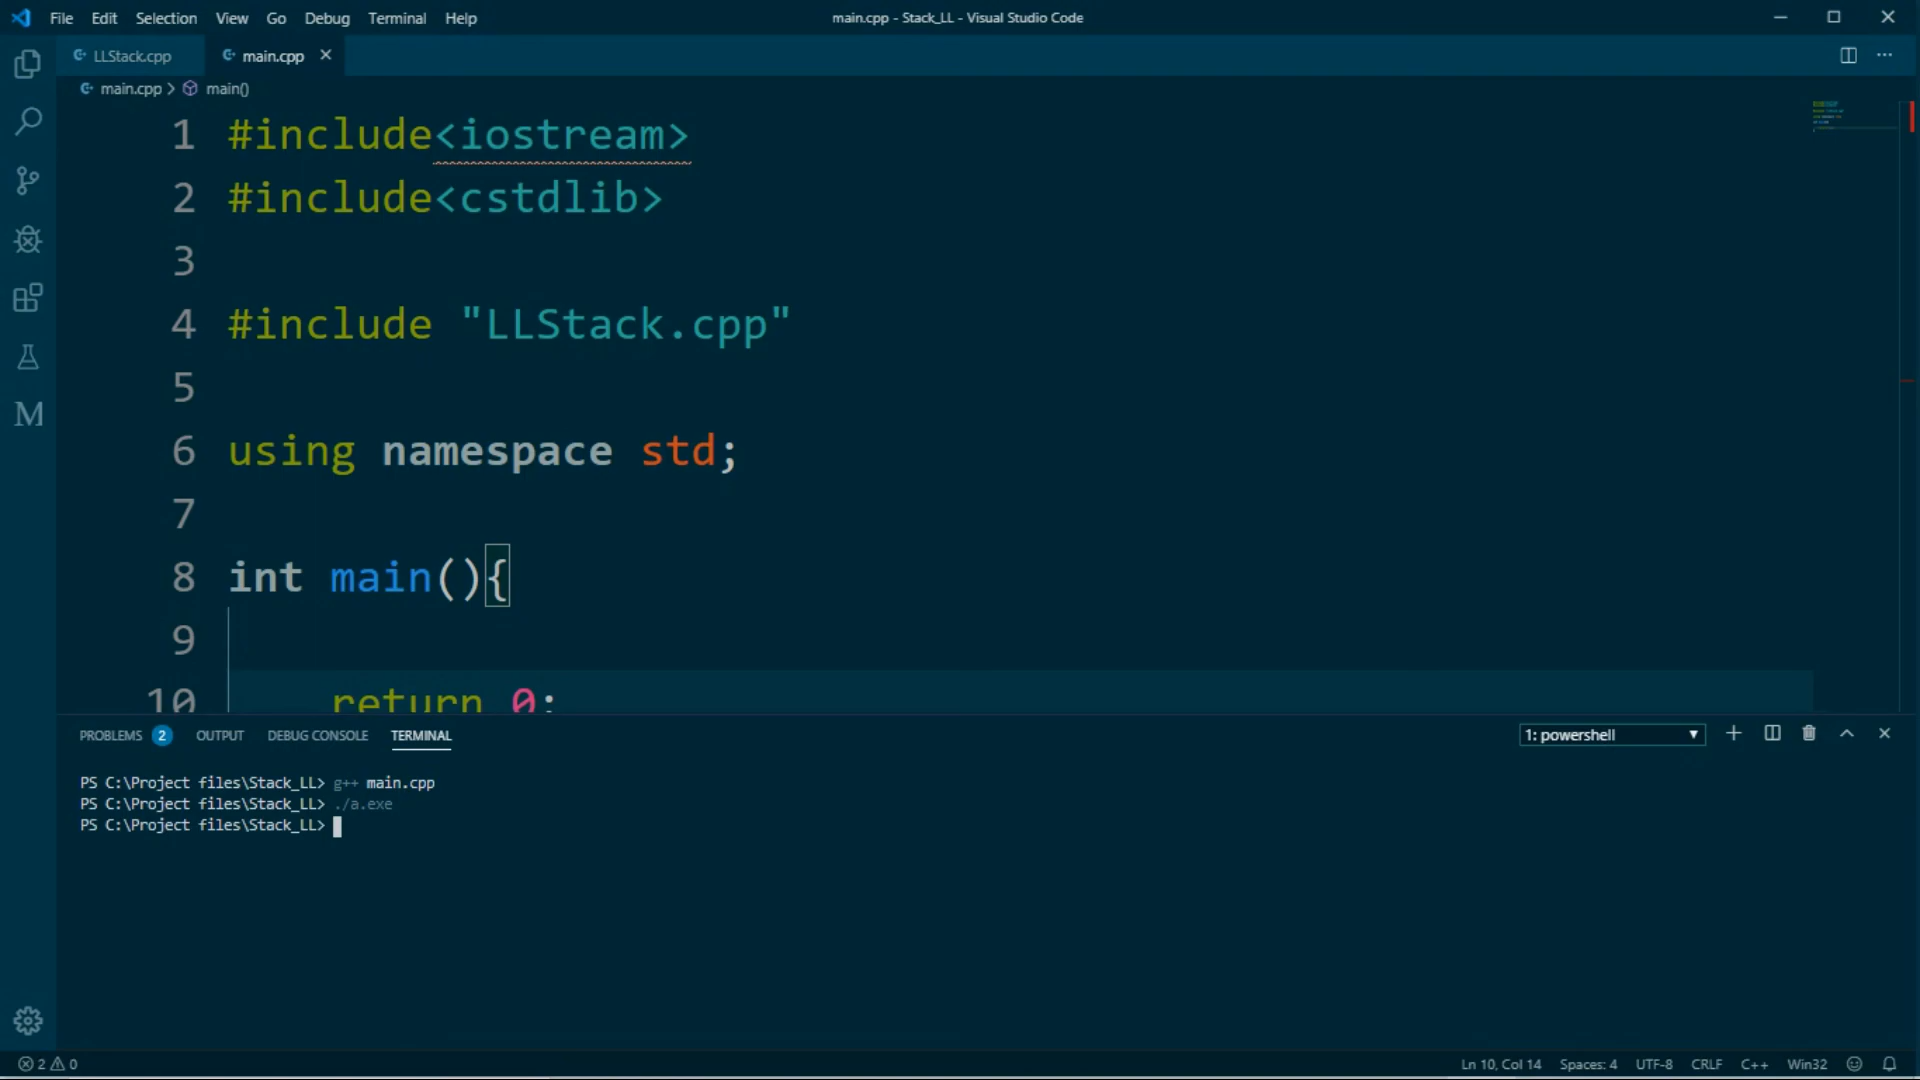 File Edit Selection View Go Debug Terminal Help main.cpp - Stack_LL - Visual Studio Code
LLStack.cpp main.cpp
main.cpp > main()
1 #include<iostream>
2 #include<cstdlib>
3
4 #include "LLStack.cpp"
5
6 using namespace std;
7
8 int main(){
9
10 return 0;
PROBLEMS 2 OUTPUT DEBUG CONSOLE TERMINAL 1: powershell
PS C:\Project files\Stack_LL> g++ main.cpp
PS C:\Project files\Stack_LL> ./a.exe
PS C:\Project files\Stack_LL>
2 0 Ln 10, Col 14 Spaces: 4 UTF-8 CRLF C++ Win32